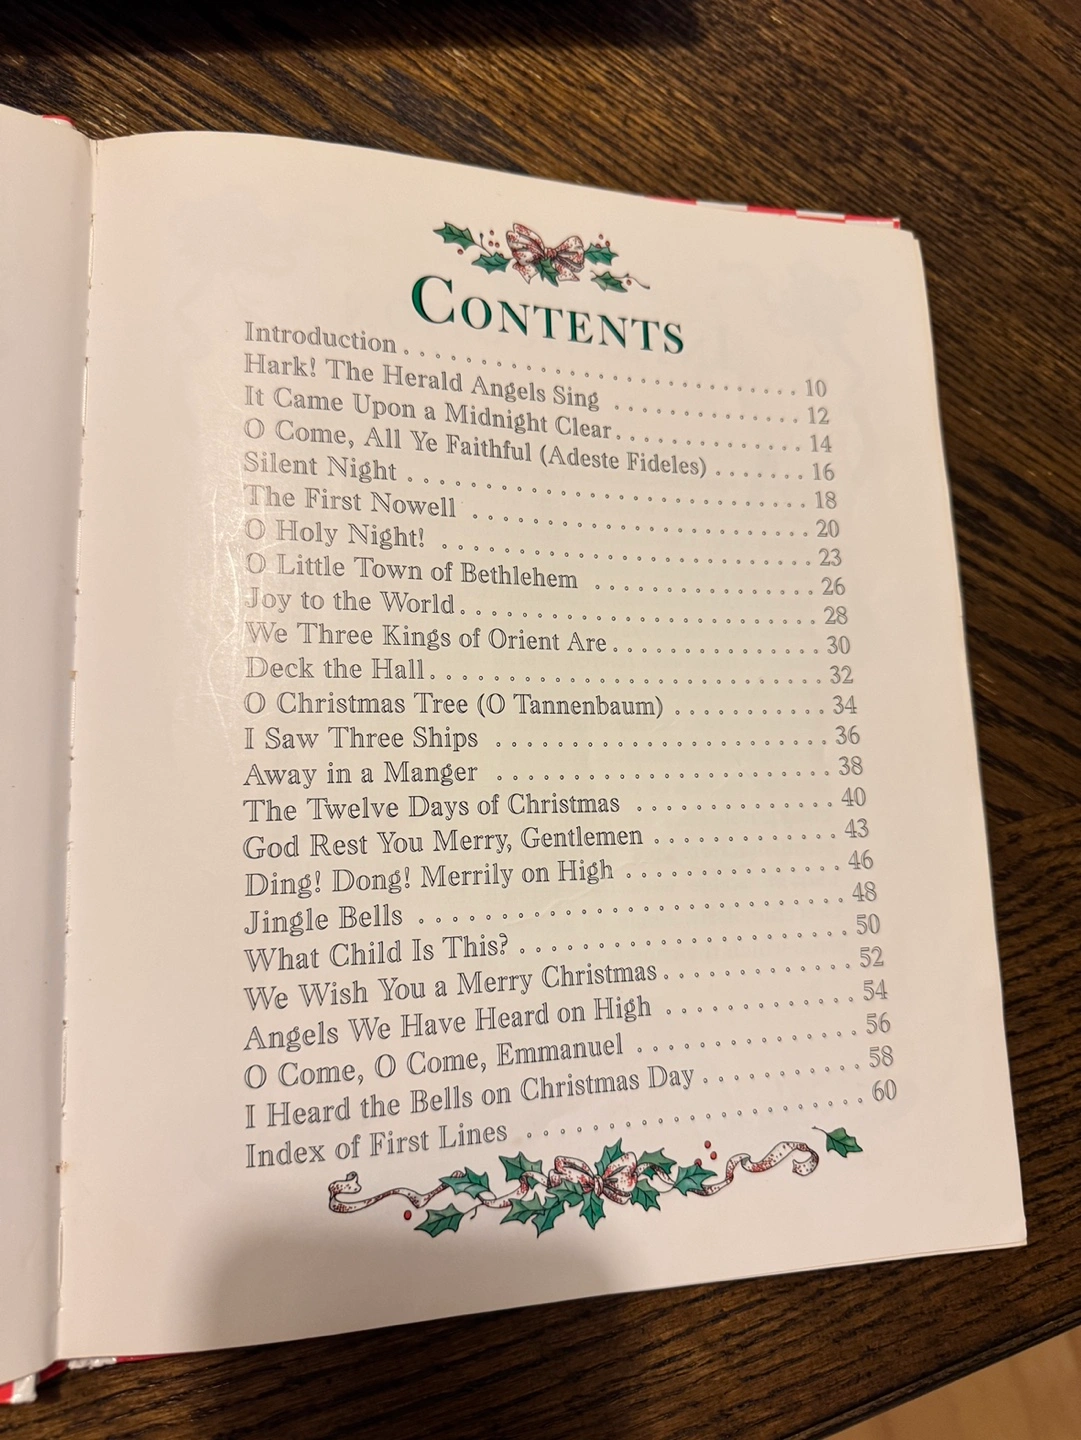 CONTENTS
Introduction . . . . . . . . . . . . . . . . . . . . . . . . . 10
Hark! The Herald Angels Sing . . . . . . . . . . . . 12
It Came Upon a Midnight Clear. . . . . . . . . . . . 14
O Come, All Ye Faithful (Adeste Fideles) . . . . . . . 16
Silent Night . . . . . . . . . . . . . . . . . . . . . . . . 18
The First Nowell . . . . . . . . . . . . . . . . . . . . . 20
O Holy Night! . . . . . . . . . . . . . . . . . . . . . . . 23
O Little Town of Bethlehem . . . . . . . . . . . . . . 26
Joy to the World. . . . . . . . . . . . . . . . . . . . . . 28
We Three Kings of Orient Are. . . . . . . . . . . . . . 30
Deck the Hall. . . . . . . . . . . . . . . . . . . . . . . . 32
O Christmas Tree (O Tannenbaum) . . . . . . . . . . 34
I Saw Three Ships . . . . . . . . . . . . . . . . . . . . 36
Away in a Manger . . . . . . . . . . . . . . . . . . . . 38
The Twelve Days of Christmas . . . . . . . . . . . . 40
God Rest You Merry, Gentlemen . . . . . . . . . . . 43
Ding! Dong! Merrily on High . . . . . . . . . . . . . 46
Jingle Bells . . . . . . . . . . . . . . . . . . . . . . . . 48
What Child Is This? . . . . . . . . . . . . . . . . . . . 50
We Wish You a Merry Christmas. . . . . . . . . . . . 52
Angels We Have Heard on High . . . . . . . . . . . 54
O Come, O Come, Emmanuel . . . . . . . . . . . . . 56
I Heard the Bells on Christmas Day . . . . . . . . . . 58
Index of First Lines . . . . . . . . . . . . . . . . . . . 60